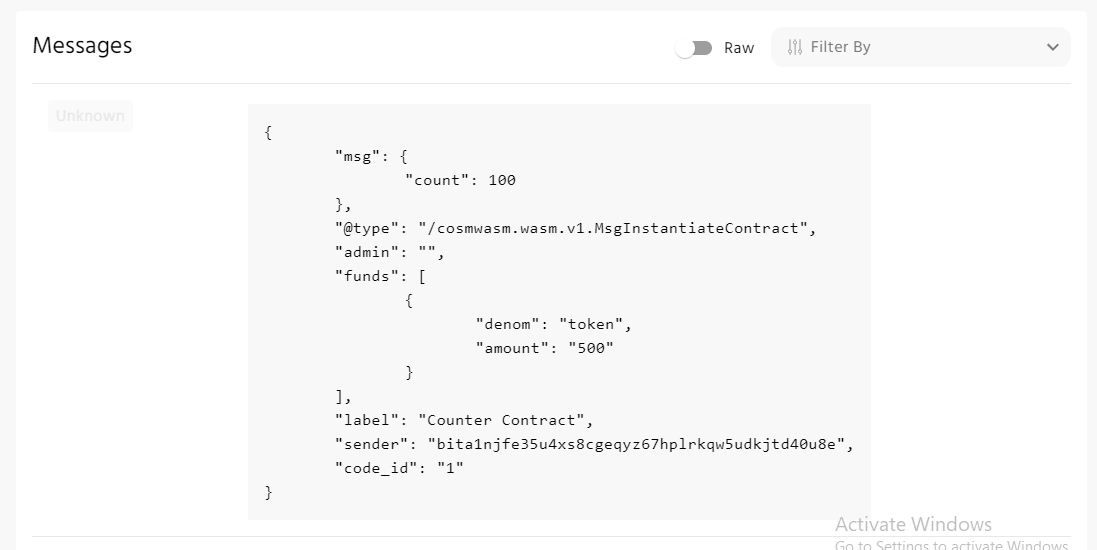 Messages
Raw
Filter By
Unknown
{
"msg": {
"count": 100
},
"@type": "/cosmwasm.wasm.v1.MsgInstantiateContract",
"admin": "",
"funds": [
{
"denom": "token",
"amount": "500"
}
],
"label": "Counter Contract",
"sender": "bita1njfe35u4xs8cgeqyz67hplrkqw5udkjtd40u8e",
"code_id": "1"
}
Activate Windows
Go to Settings to activate Windows.